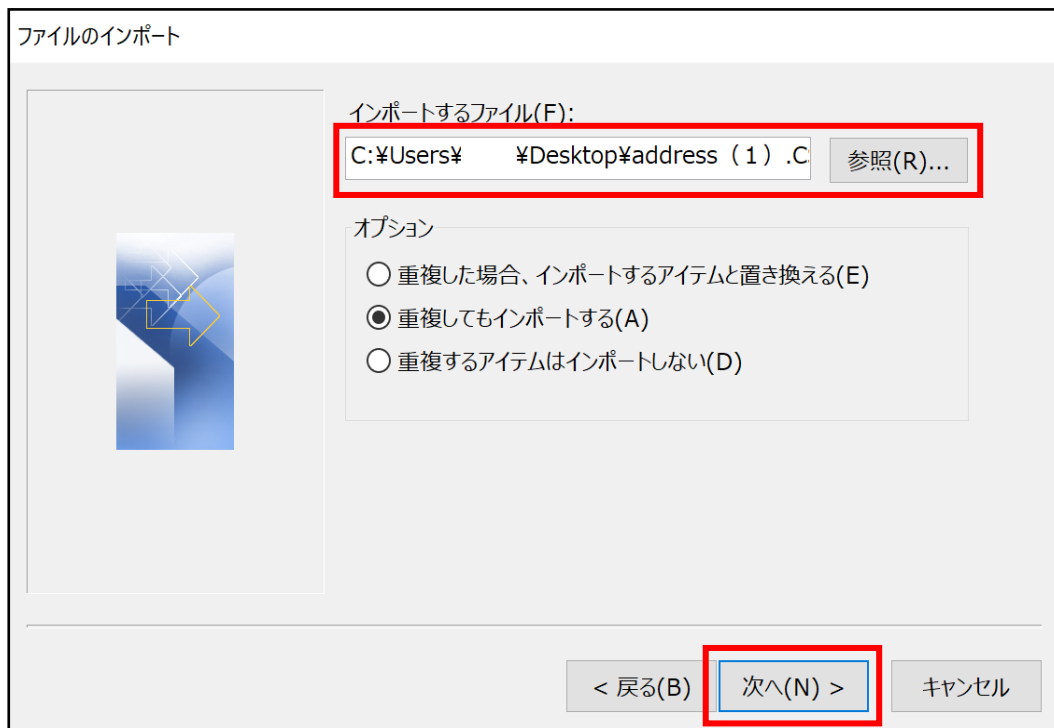 ファイルのインポート
インポートするファイル(F):
C:¥Users¥ ¥Desktop¥address（１）.CS
参照(R)...
オプション
重複した場合、インポートするアイテムと置き換える(E)
重複してもインポートする(A)
重複するアイテムはインポートしない(D)
< 戻る(B)
次へ(N) >
キャンセル